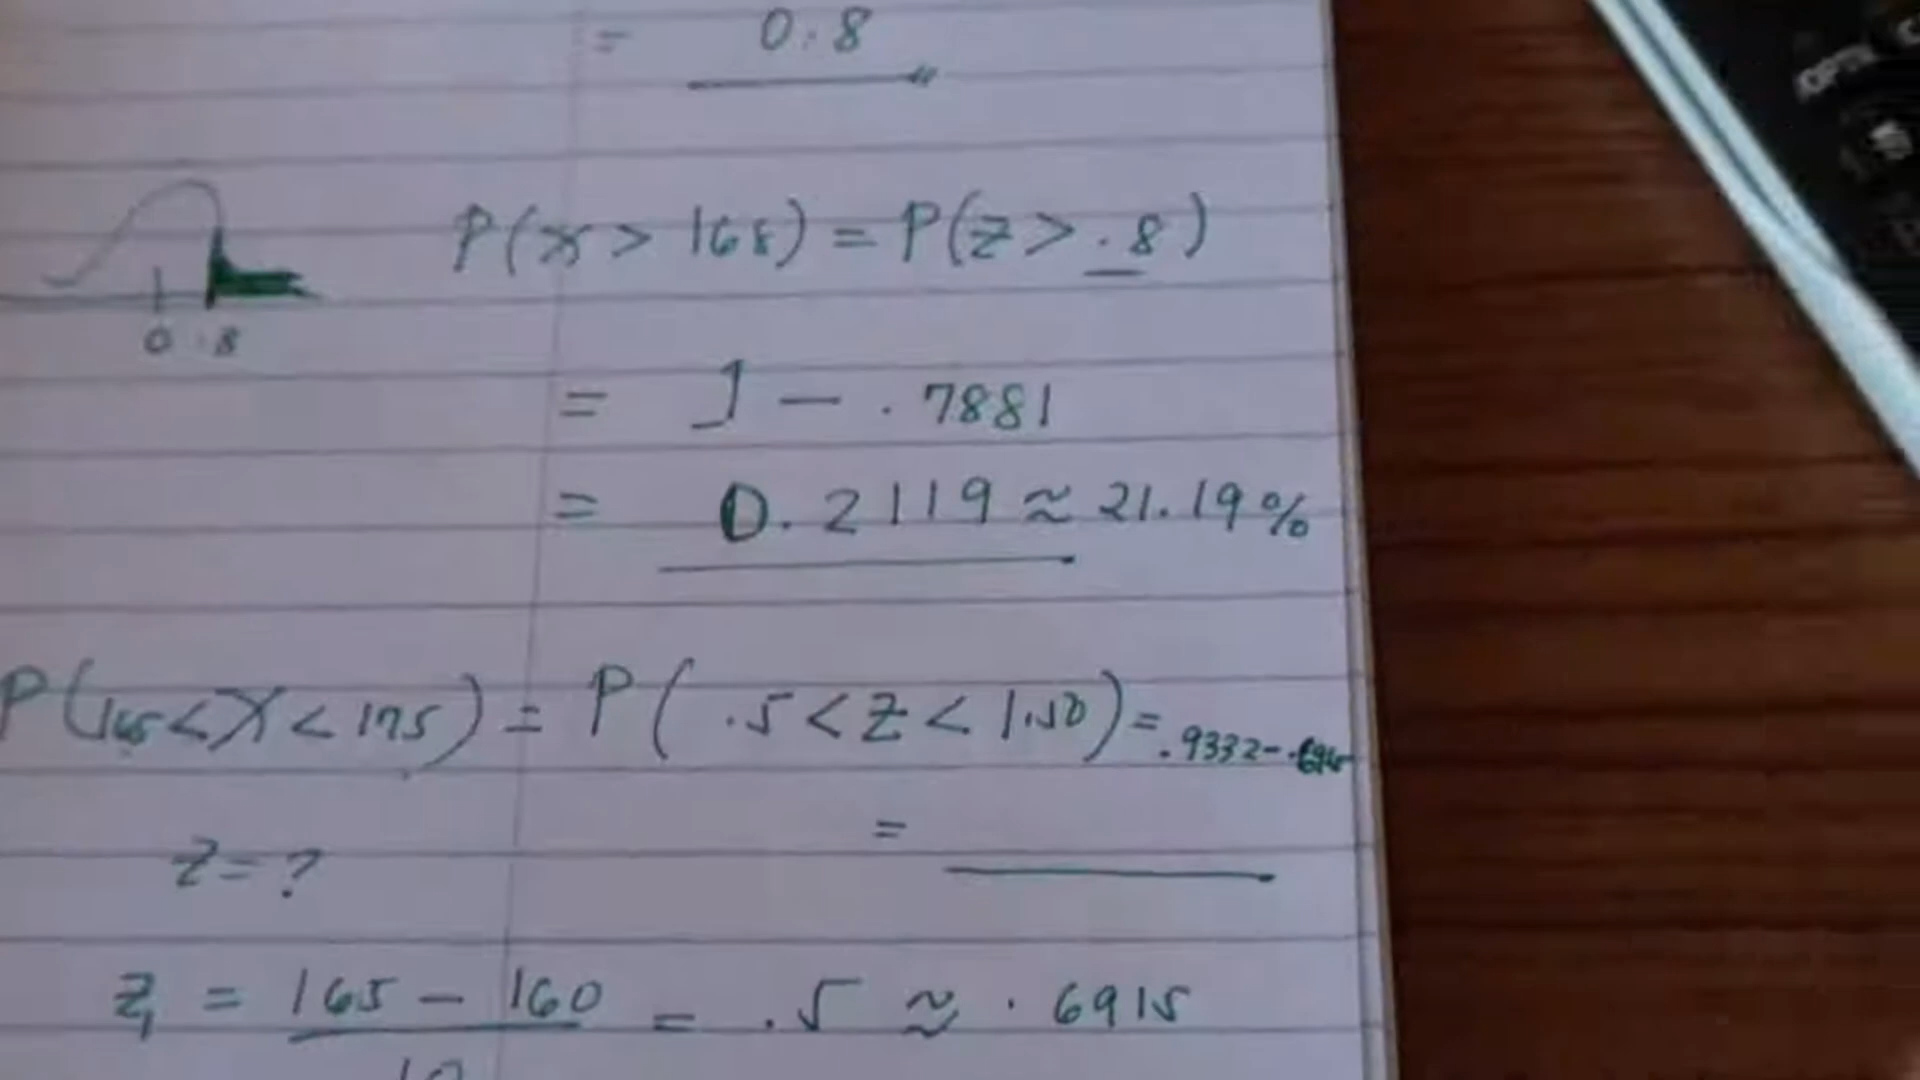 = 0.8
P(x > 168) = P(z > .8)
0 .8
= 1 - .7881
= 0.2119 ≈ 21.19%
P(165 < X < 175) = P( .5 < z < 1.50) = .9332 -
=
z = ?
z₁ = 165 - 160 = .5 ≈ .6915
10